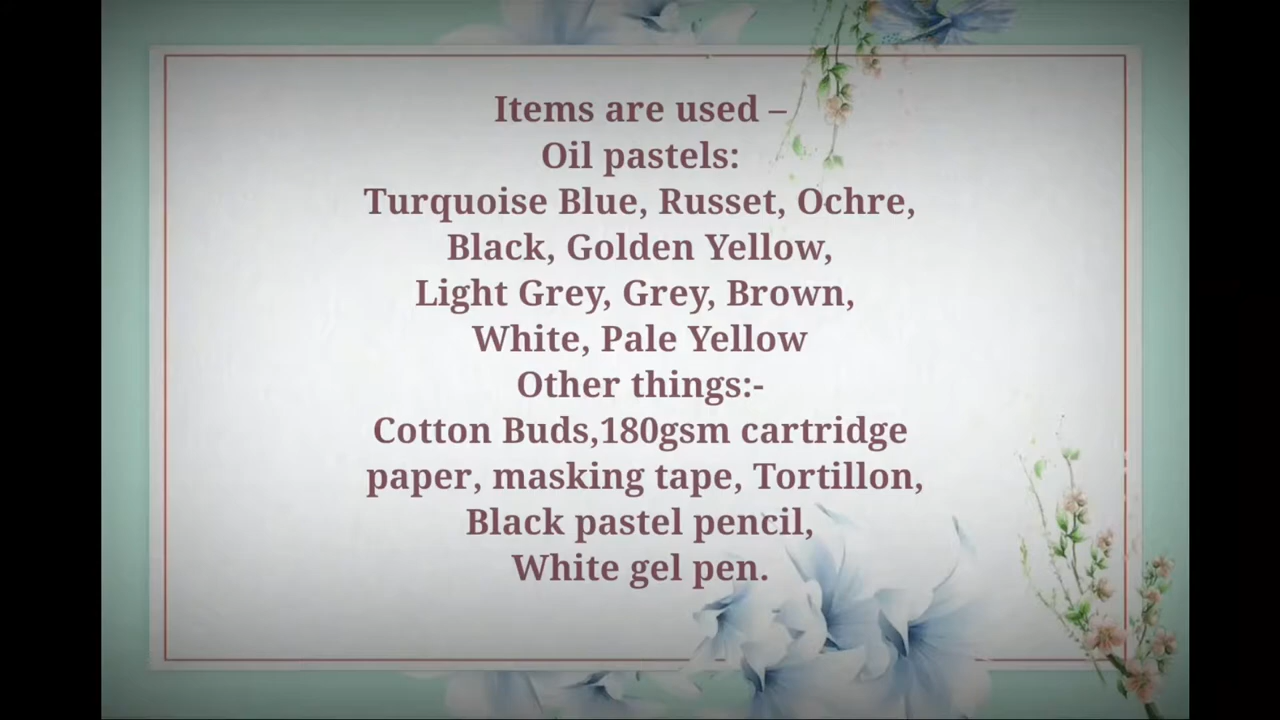 Items are used –
Oil pastels:
Turquoise Blue, Russet, Ochre,
Black, Golden Yellow,
Light Grey, Grey, Brown,
White, Pale Yellow
Other things:-
Cotton Buds,180gsm cartridge
paper, masking tape, Tortillon,
Black pastel pencil,
White gel pen.